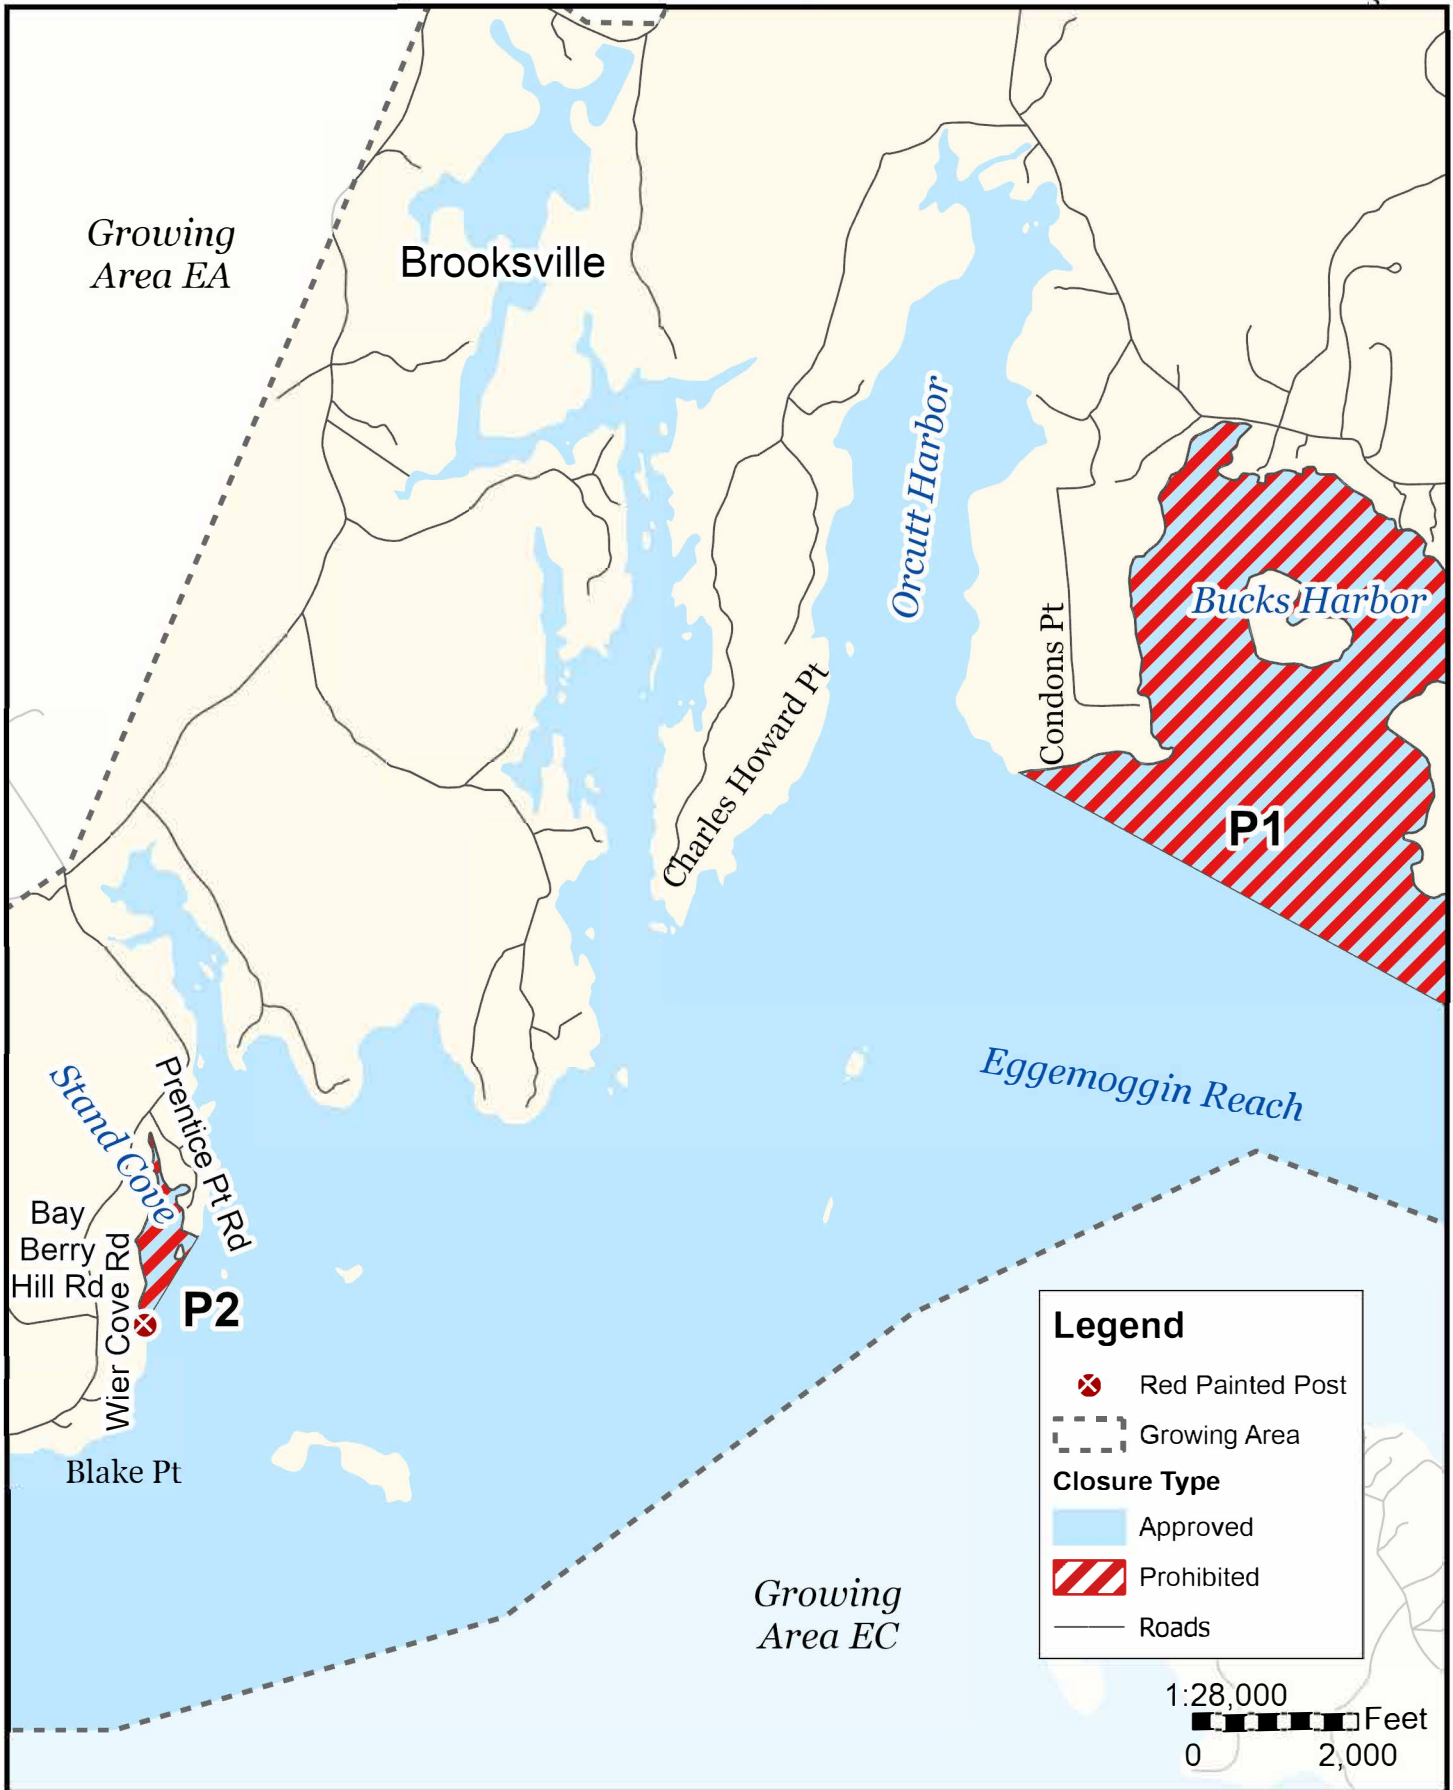 Growing
Area EA
Brooksville
Orcutt Harbor
Bucks Harbor
Condons Pt
Charles Howard Pt
P1
Eggemoggin Reach
Stand Cove
Prentice Pt Rd
Bay
Berry
Hill Rd
Wier Cove Rd
P2
Blake Pt
Growing
Area EC
Legend
Red Painted Post
Growing Area
Closure Type
Approved
Prohibited
Roads
1:28,000
Feet
0 2,000